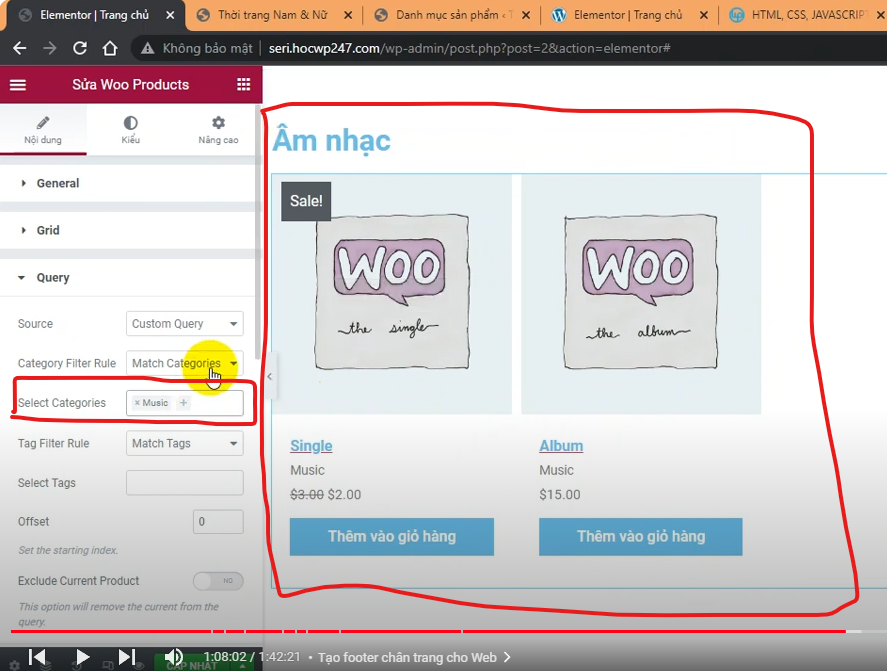 Elementor | Trang chủ ×
Thời trang Nam & Nữ ×
Danh mục sản phẩm ‹ T ×
Elementor | Trang chủ ×
HTML, CSS, JAVASCRIPT ×
Không bảo mật | seri.hocwp247.com/wp-admin/post.php?post=2&action=elementor#
Sửa Woo Products
Nội dung
Kiểu
Nâng cao
General
Grid
Query
Source
Custom Query
Category Filter Rule
Match Categories
Select Categories
× Music +
Tag Filter Rule
Match Tags
Select Tags
Offset
0
Set the starting index.
Exclude Current Product
NO
This option will remove the current from the
query.
CẬP NHẬT
Âm nhạc
Sale!
WOO
the single
WOO
the album
Single
Music
$3.00 $2.00
Thêm vào giỏ hàng
Album
Music
$15.00
Thêm vào giỏ hàng
1:08:02 / 1:42:21 • Tạo footer chân trang cho Web